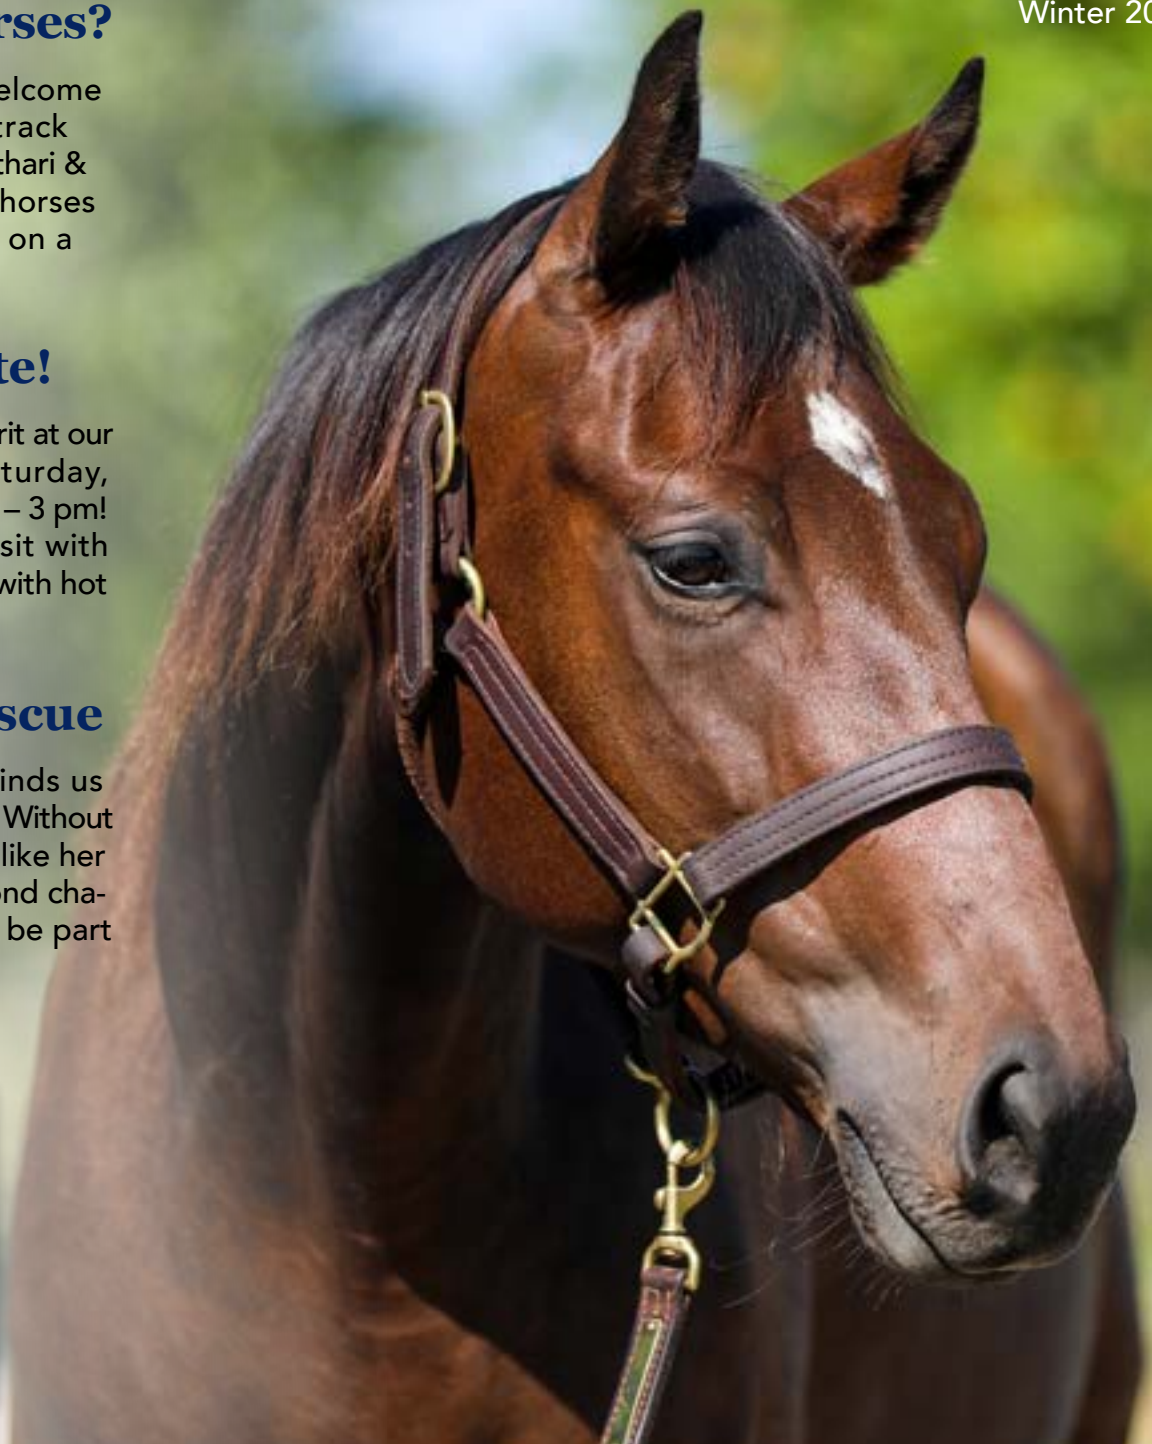 rses?
Winter 20
elcome
track
thari &
horses
on a
te!
rit at our
turday,
– 3 pm!
sit with
with hot
scue
inds us
Without
like her
ond cha-
be part